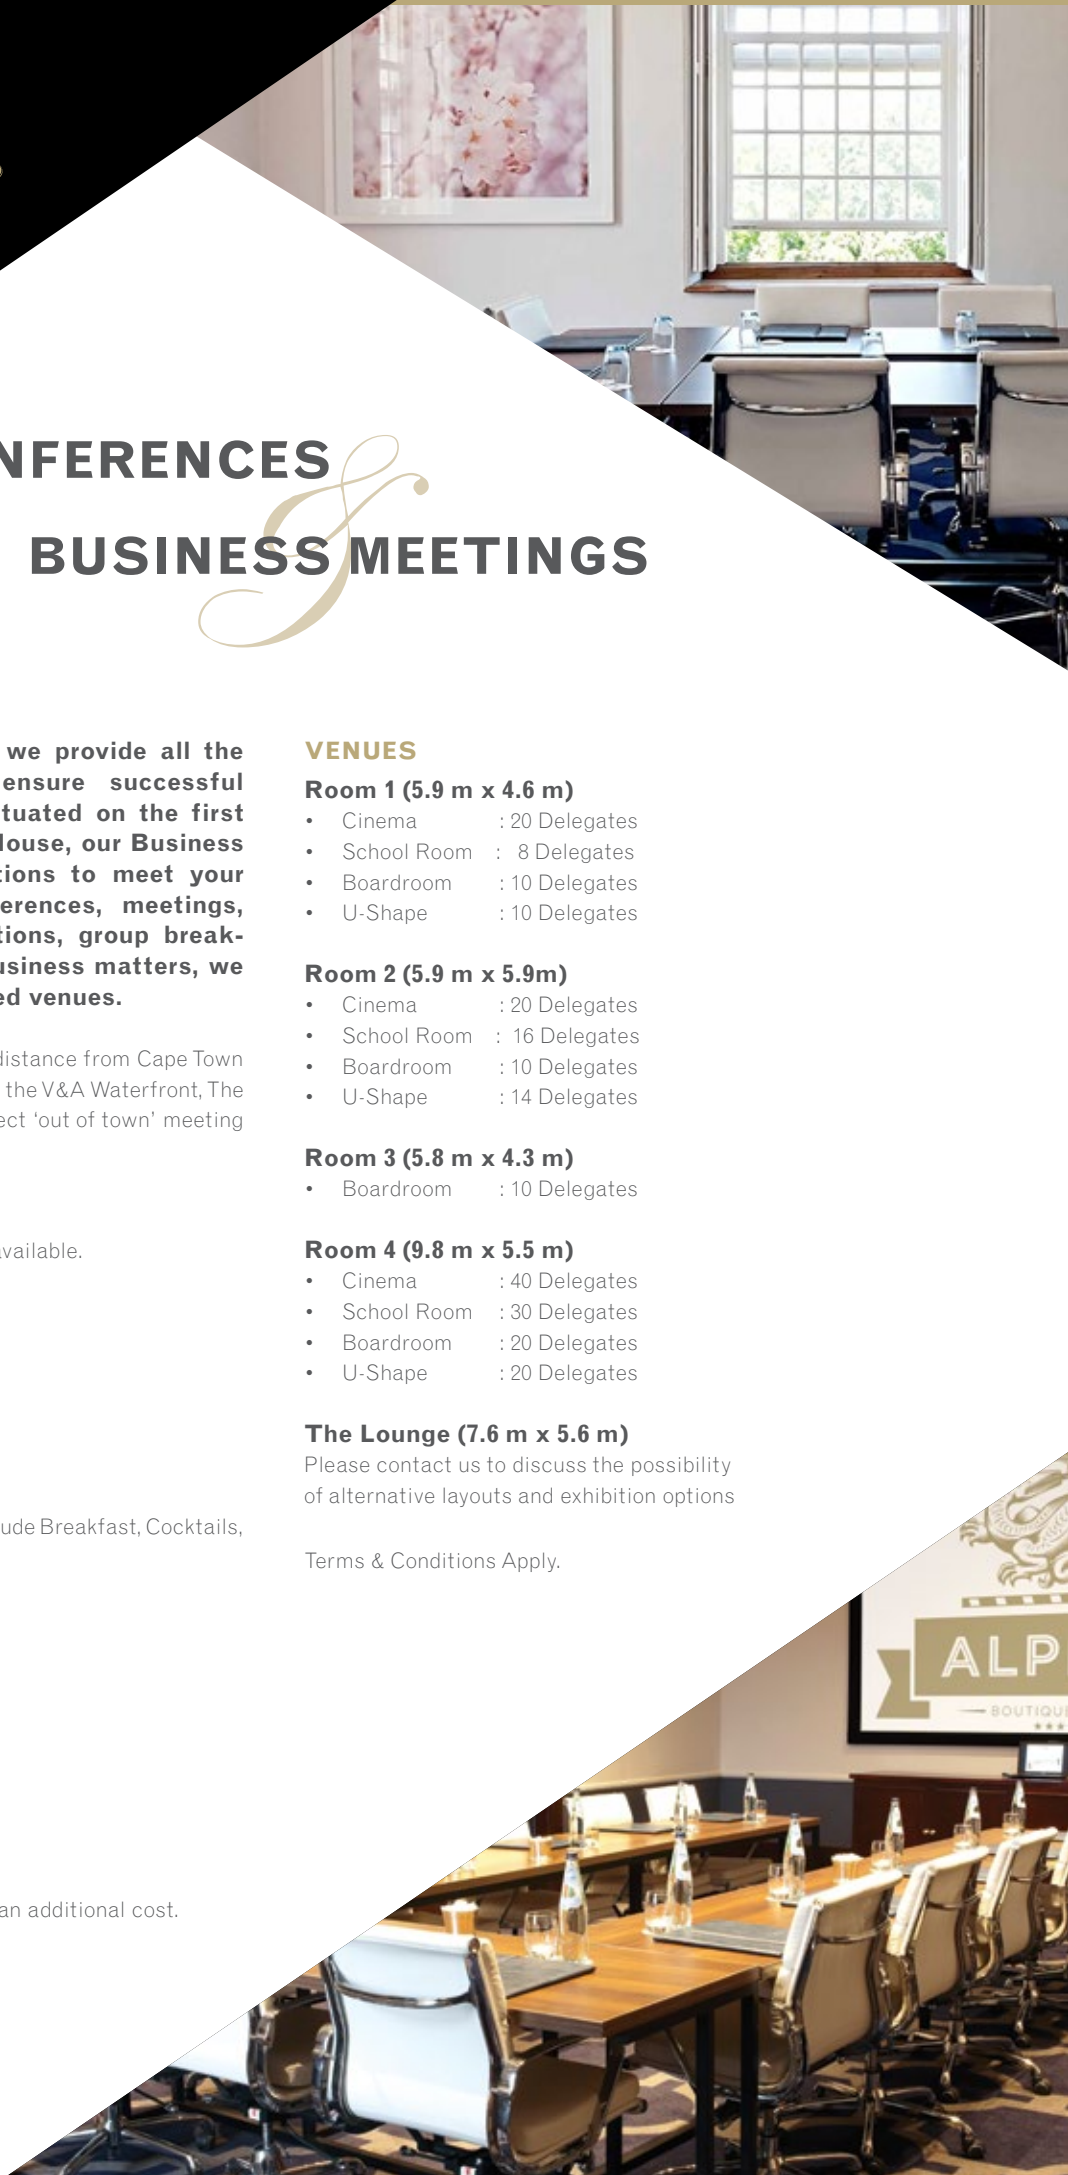 NFERENCES
&
BUSINESS MEETINGS
we provide all the
ensure successful
tuated on the first
House, our Business
tions to meet your
erences, meetings,
tions, group break-
usiness matters, we
ed venues.
distance from Cape Town
the V&A Waterfront, The
ect ‘out of town’ meeting
available.
ude Breakfast, Cocktails,
an additional cost.
VENUES
Room 1 (5.9 m x 4.6 m)
• Cinema : 20 Delegates
• School Room : 8 Delegates
• Boardroom : 10 Delegates
• U-Shape : 10 Delegates
Room 2 (5.9 m x 5.9m)
• Cinema : 20 Delegates
• School Room : 16 Delegates
• Boardroom : 10 Delegates
• U-Shape : 14 Delegates
Room 3 (5.8 m x 4.3 m)
• Boardroom : 10 Delegates
Room 4 (9.8 m x 5.5 m)
• Cinema : 40 Delegates
• School Room : 30 Delegates
• Boardroom : 20 Delegates
• U-Shape : 20 Delegates
The Lounge (7.6 m x 5.6 m)
Please contact us to discuss the possibility
of alternative layouts and exhibition options
Terms & Conditions Apply.
ALP
BOUTIQU